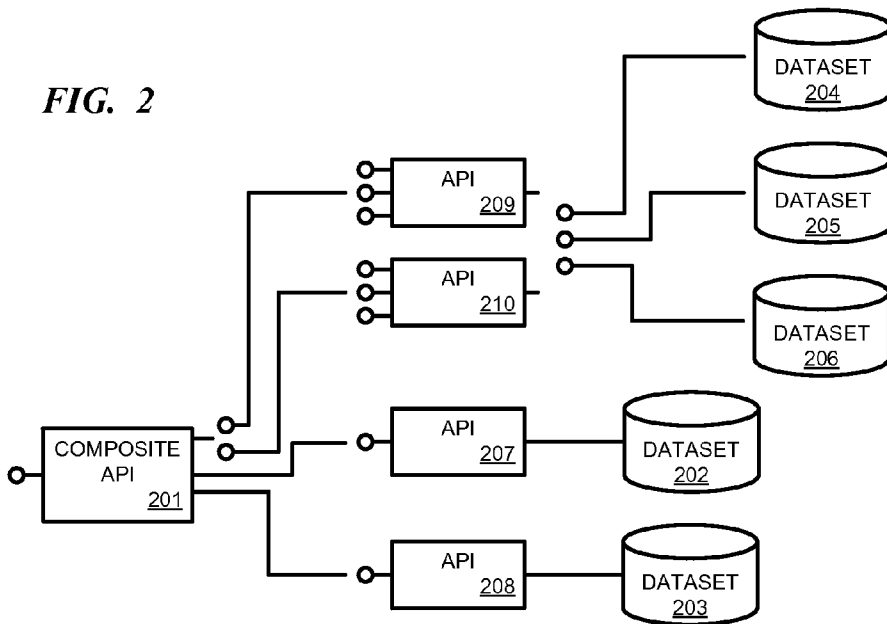 FIG. 2
DATASET
204
API
209
DATASET
205
API
210
DATASET
206
COMPOSITE
API
201
API
207
DATASET
202
API
208
DATASET
203